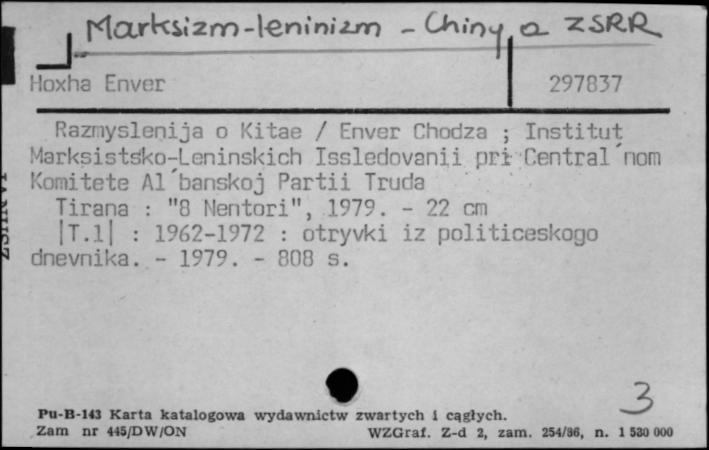 Marksizm-leninizm - Chiny a ZSRR
Hoxha Enver 297837
Razmyslenija o Kitae / Enver Chodza ; Institut
Marksistsko-Leninskich Issledovanii pri Central´nom
Komitete Al´banskoj Partii Truda
Tirana : "8 Nentori", 1979. - 22 cm
|T.1| : 1962-1972 : otryvki iz politiceskogo
dnevnika. - 1979. - 808 s.
3
Pu-B-143 Karta katalogowa wydawnictw zwartych i cągłych.
Zam nr 445/DW/ON WZGraf. Z-d 2, zam. 254/86, n. 1 530 000